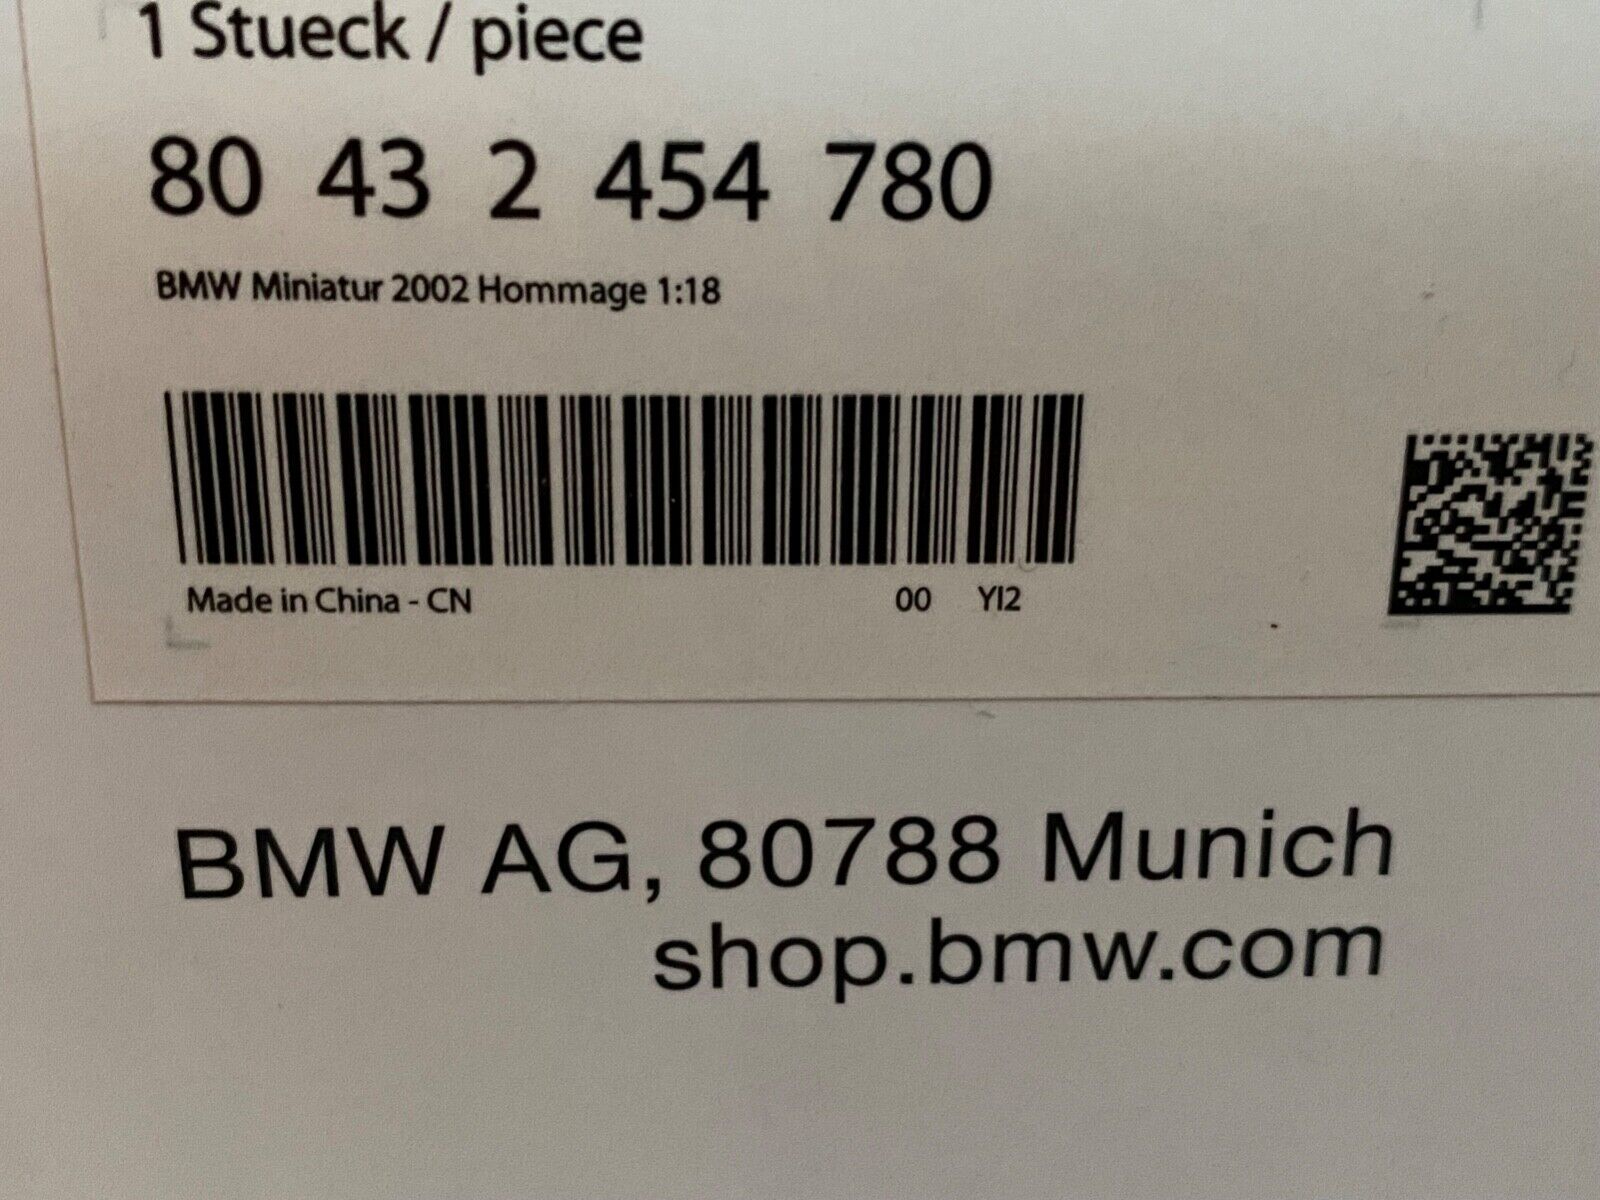 1 Stueck / piece
80 43 2 454 780
BMW Miniatur 2002 Hommage 1:18
Made in China - CN 00 YI2
BMW AG, 80788 Munich
shop.bmw.com